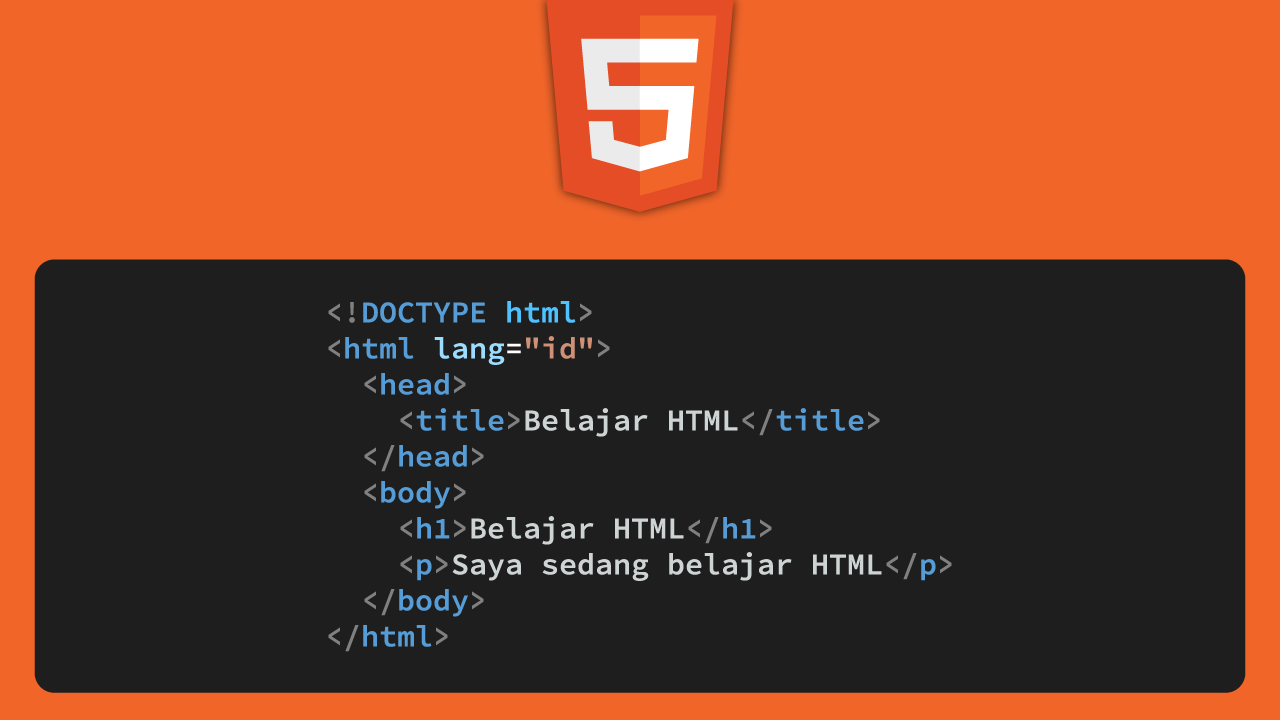 5
<!DOCTYPE html>
<html lang="id">
<head>
<title>Belajar HTML</title>
</head>
<body>
<h1>Belajar HTML</h1>
<p>Saya sedang belajar HTML</p>
</body>
</html>